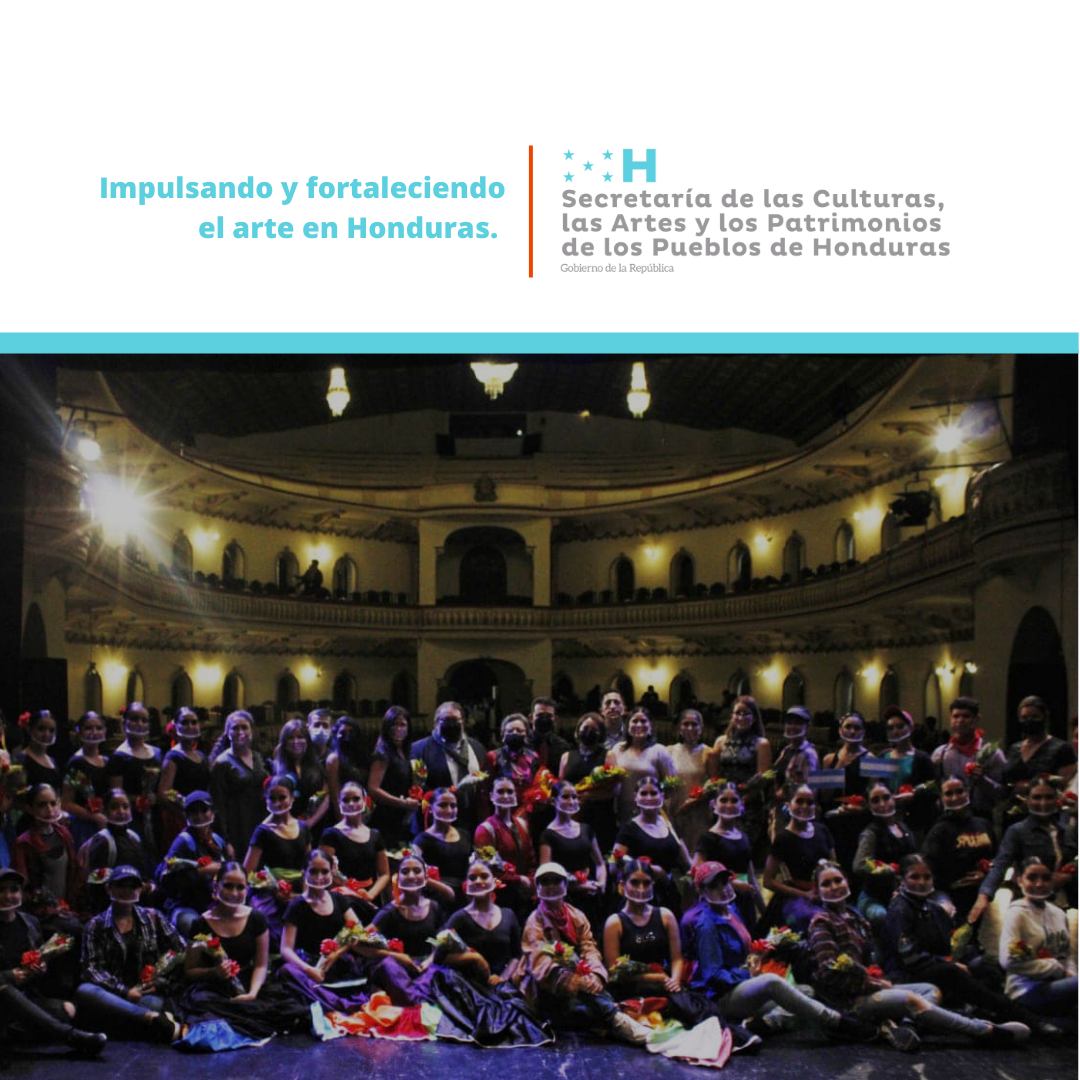 Impulsando y fortaleciendo
el arte en Honduras.
H
Secretaría de las Culturas,
las Artes y los Patrimonios
de los Pueblos de Honduras
Gobierno de la República